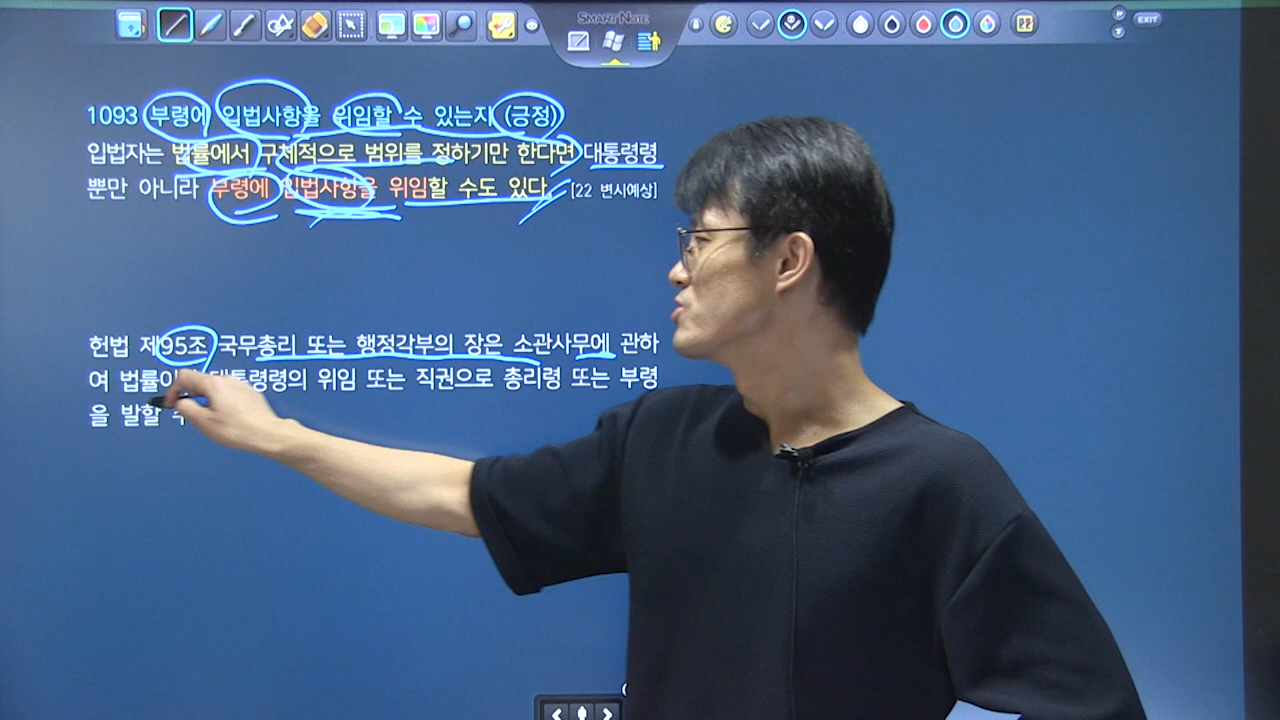 SMARTNOTE
EXIT
1093 부령에 입법사항을 위임할 수 있는지 (긍정)
입법자는 법률에서 구체적으로 범위를 정하기만 한다면 대통령령
뿐만 아니라 부령에 입법사항을 위임할 수도 있다. [22 변시예상]
헌법 제95조 국무총리 또는 행정각부의 장은 소관사무에 관하
여 법률이나 대통령령의 위임 또는 직권으로 총리령 또는 부령
을 발할